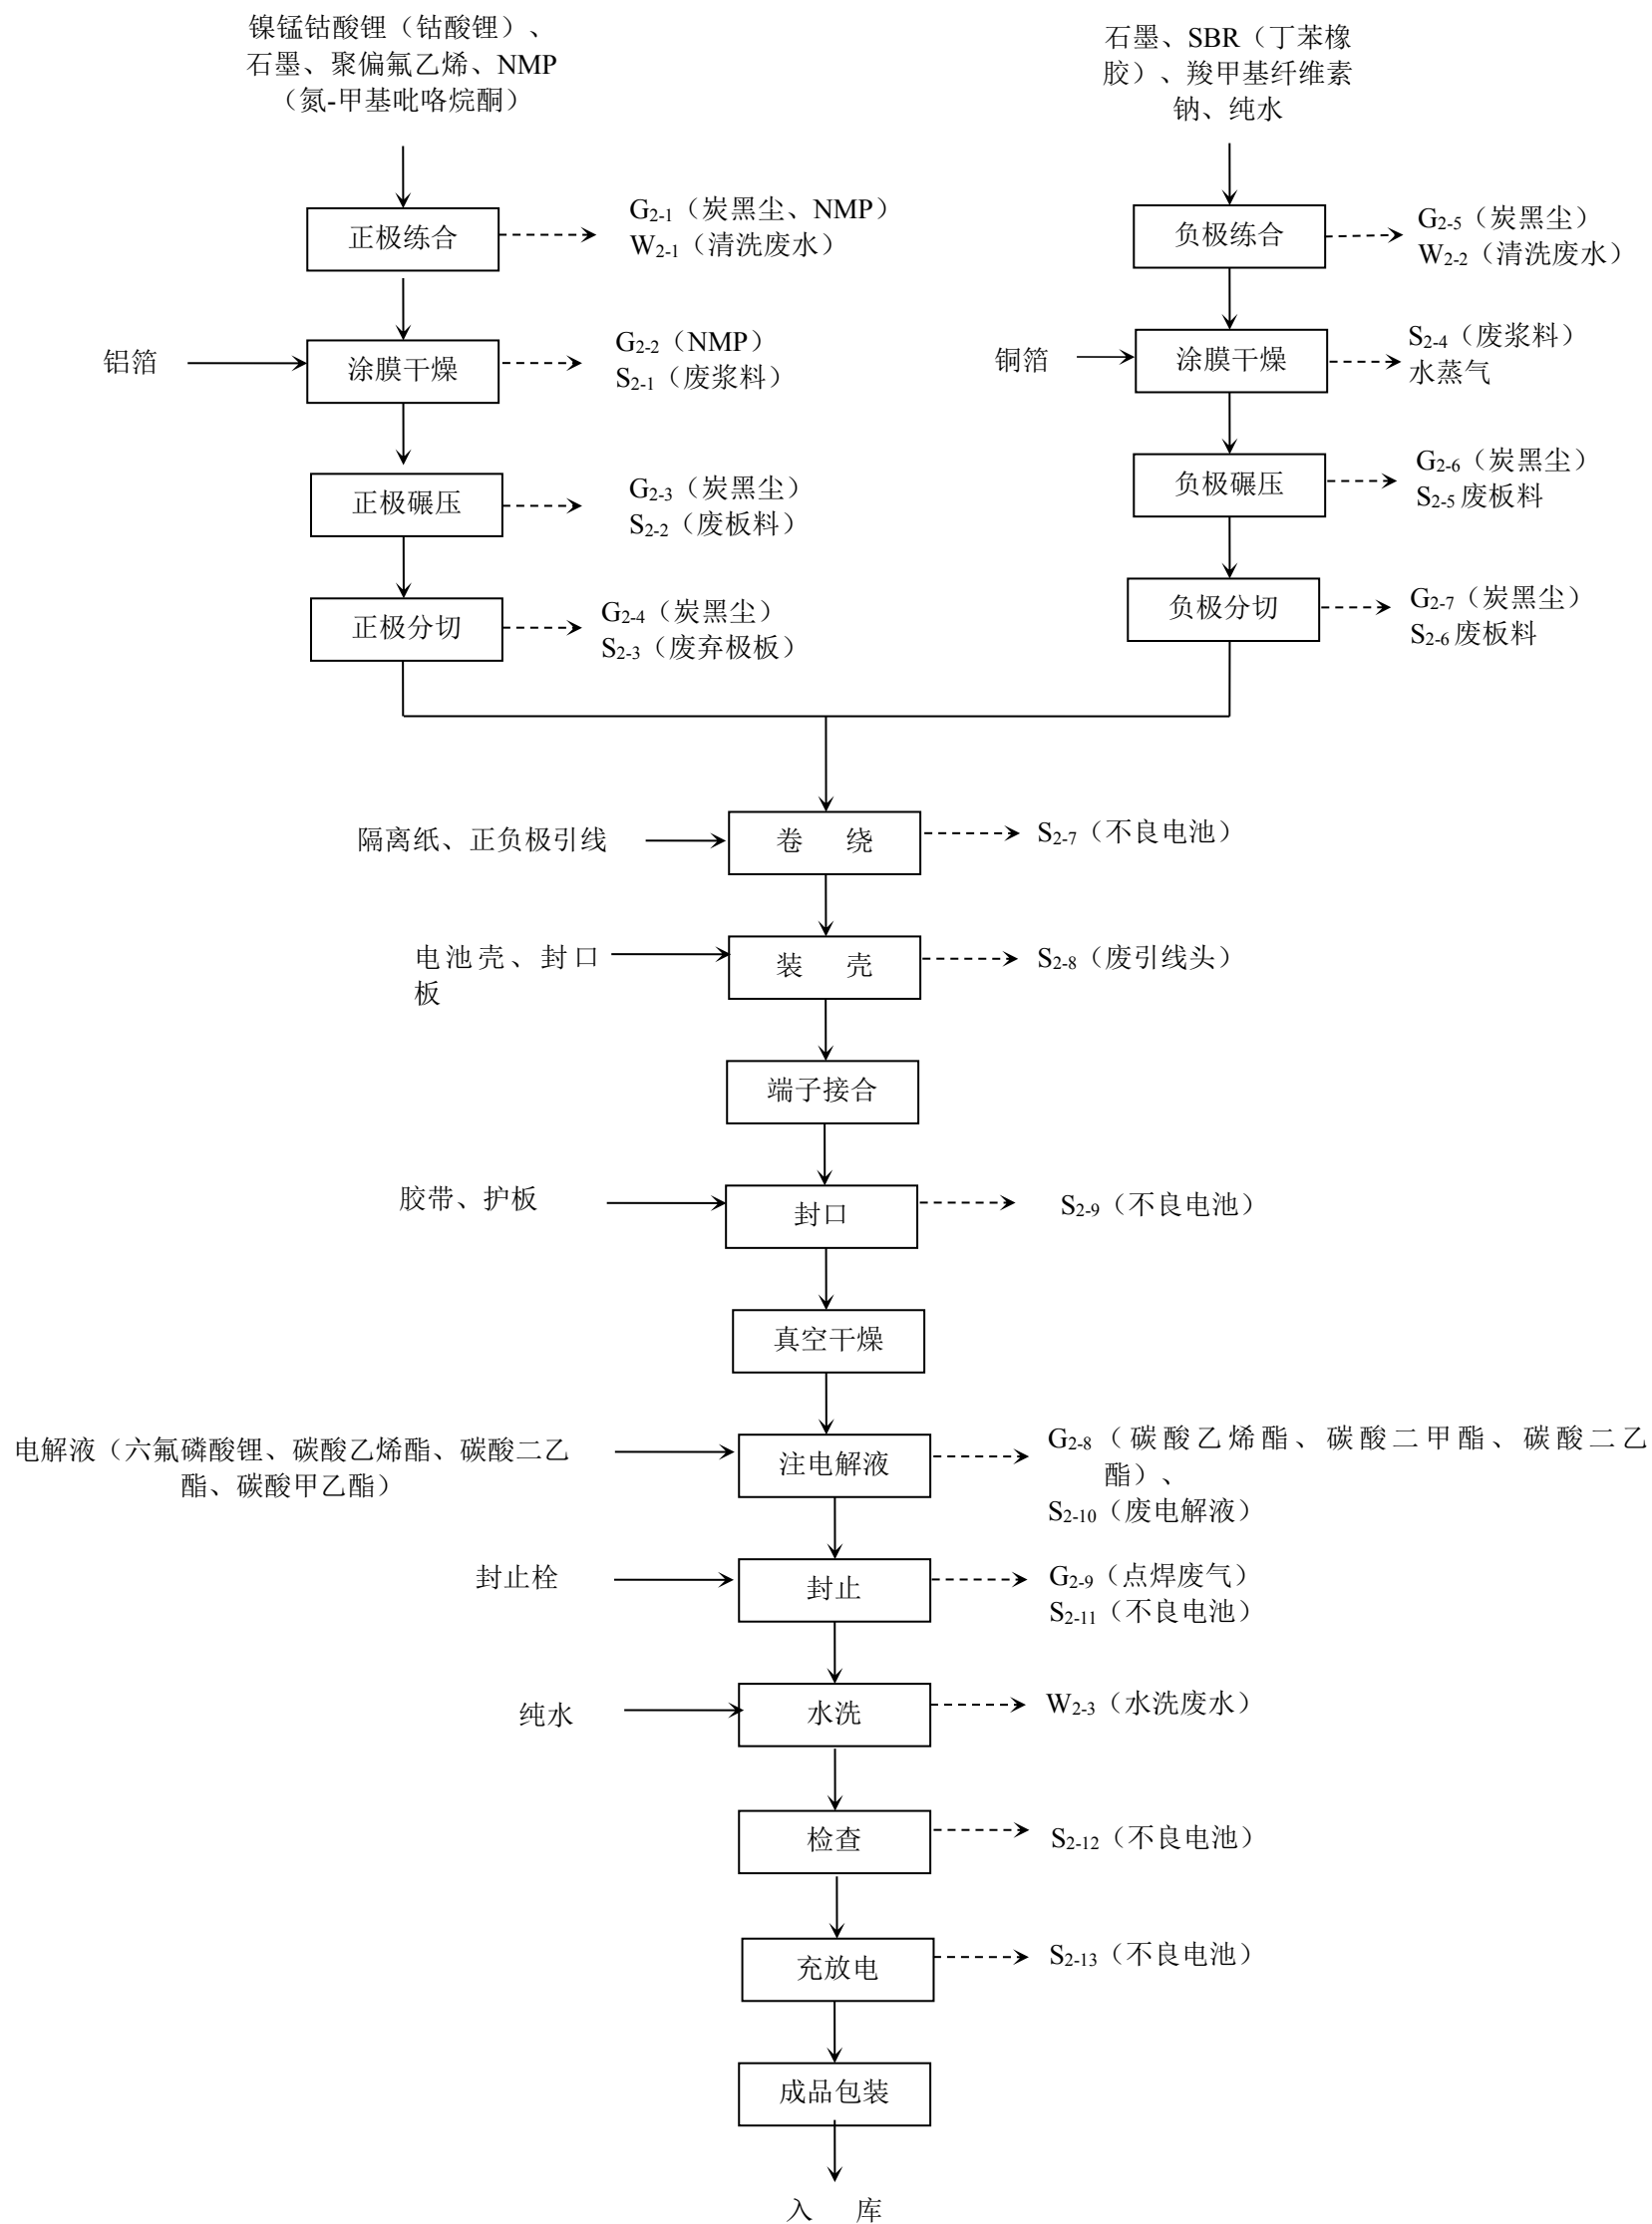 镍锰钴酸锂（钴酸锂）、
石墨、聚偏氟乙烯、NMP
（氮-甲基吡咯烷酮）
石墨、SBR（丁苯橡
胶）、羧甲基纤维素
钠、纯水
正极练合
G2-1（炭黑尘、NMP）
W2-1（清洗废水）
负极练合
G2-5（炭黑尘）
W2-2（清洗废水）
铝箔
涂膜干燥
G2-2（NMP）
S2-1（废浆料）
铜箔
涂膜干燥
S2-4（废浆料）
水蒸气
正极碾压
G2-3（炭黑尘）
S2-2（废板料）
负极碾压
G2-6（炭黑尘）
S2-5废板料
正极分切
G2-4（炭黑尘）
S2-3（废弃极板）
负极分切
G2-7（炭黑尘）
S2-6废板料
隔离纸、正负极引线
卷 绕
S2-7（不良电池）
电池壳、封口
板
装 壳
S2-8（废引线头）
端子接合
胶带、护板
封口
S2-9（不良电池）
真空干燥
电解液（六氟磷酸锂、碳酸乙烯酯、碳酸二乙
酯、碳酸甲乙酯）
注电解液
G2-8（碳酸乙烯酯、碳酸二甲酯、碳酸二乙
酯）、
S2-10（废电解液）
封止栓
封止
G2-9（点焊废气）
S2-11（不良电池）
纯水
水洗
W2-3（水洗废水）
检查
S2-12（不良电池）
充放电
S2-13（不良电池）
成品包装
入 库